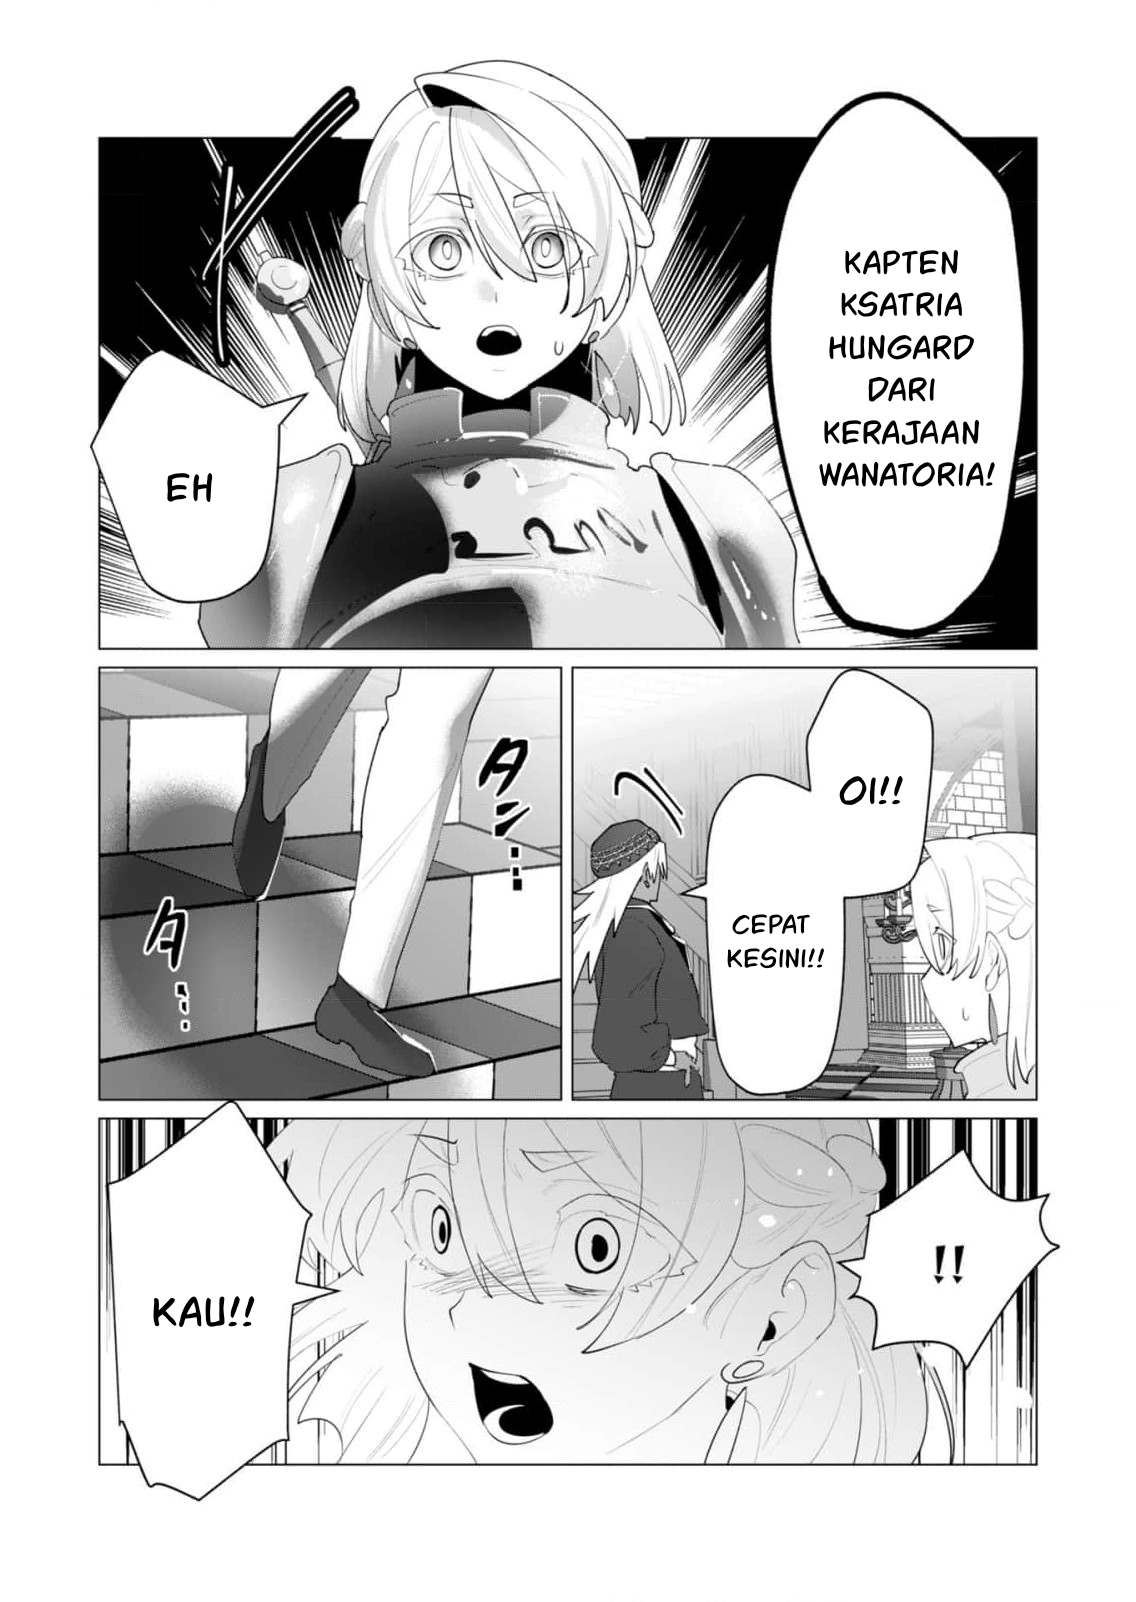 KAPTEN
KSATRIA
HUNGARD
DARI
KERAJAAN
WANATORIA!
EH
OI!!
CEPAT
KESINI!!
タン…
タ…
!!
KAU!!